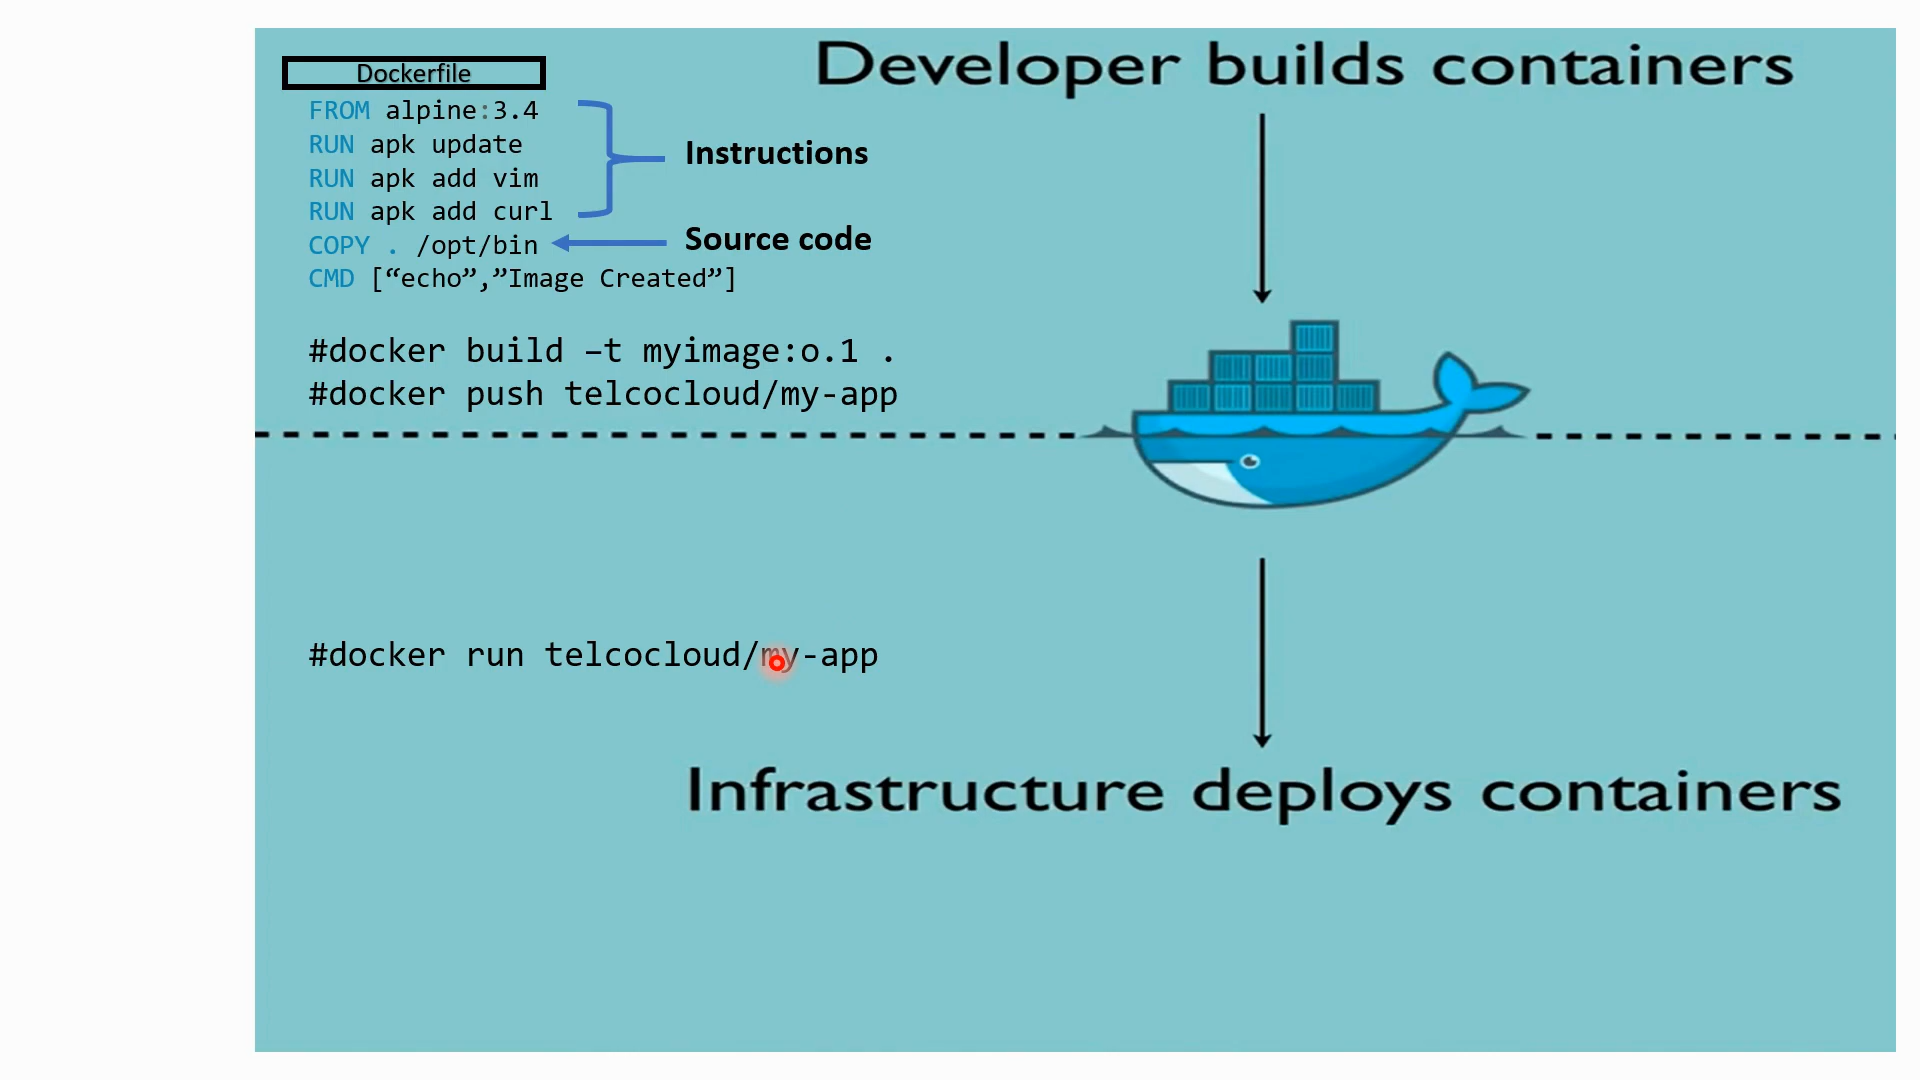 Developer builds containers
Dockerfile
FROM alpine:3.4
RUN apk update
RUN apk add vim
RUN apk add curl
COPY . /opt/bin
CMD [“echo”,”Image Created”]
Instructions
Source code
#docker build –t myimage:o.1 .
#docker push telcocloud/my-app
#docker run telcocloud/my-app
Infrastructure deploys containers